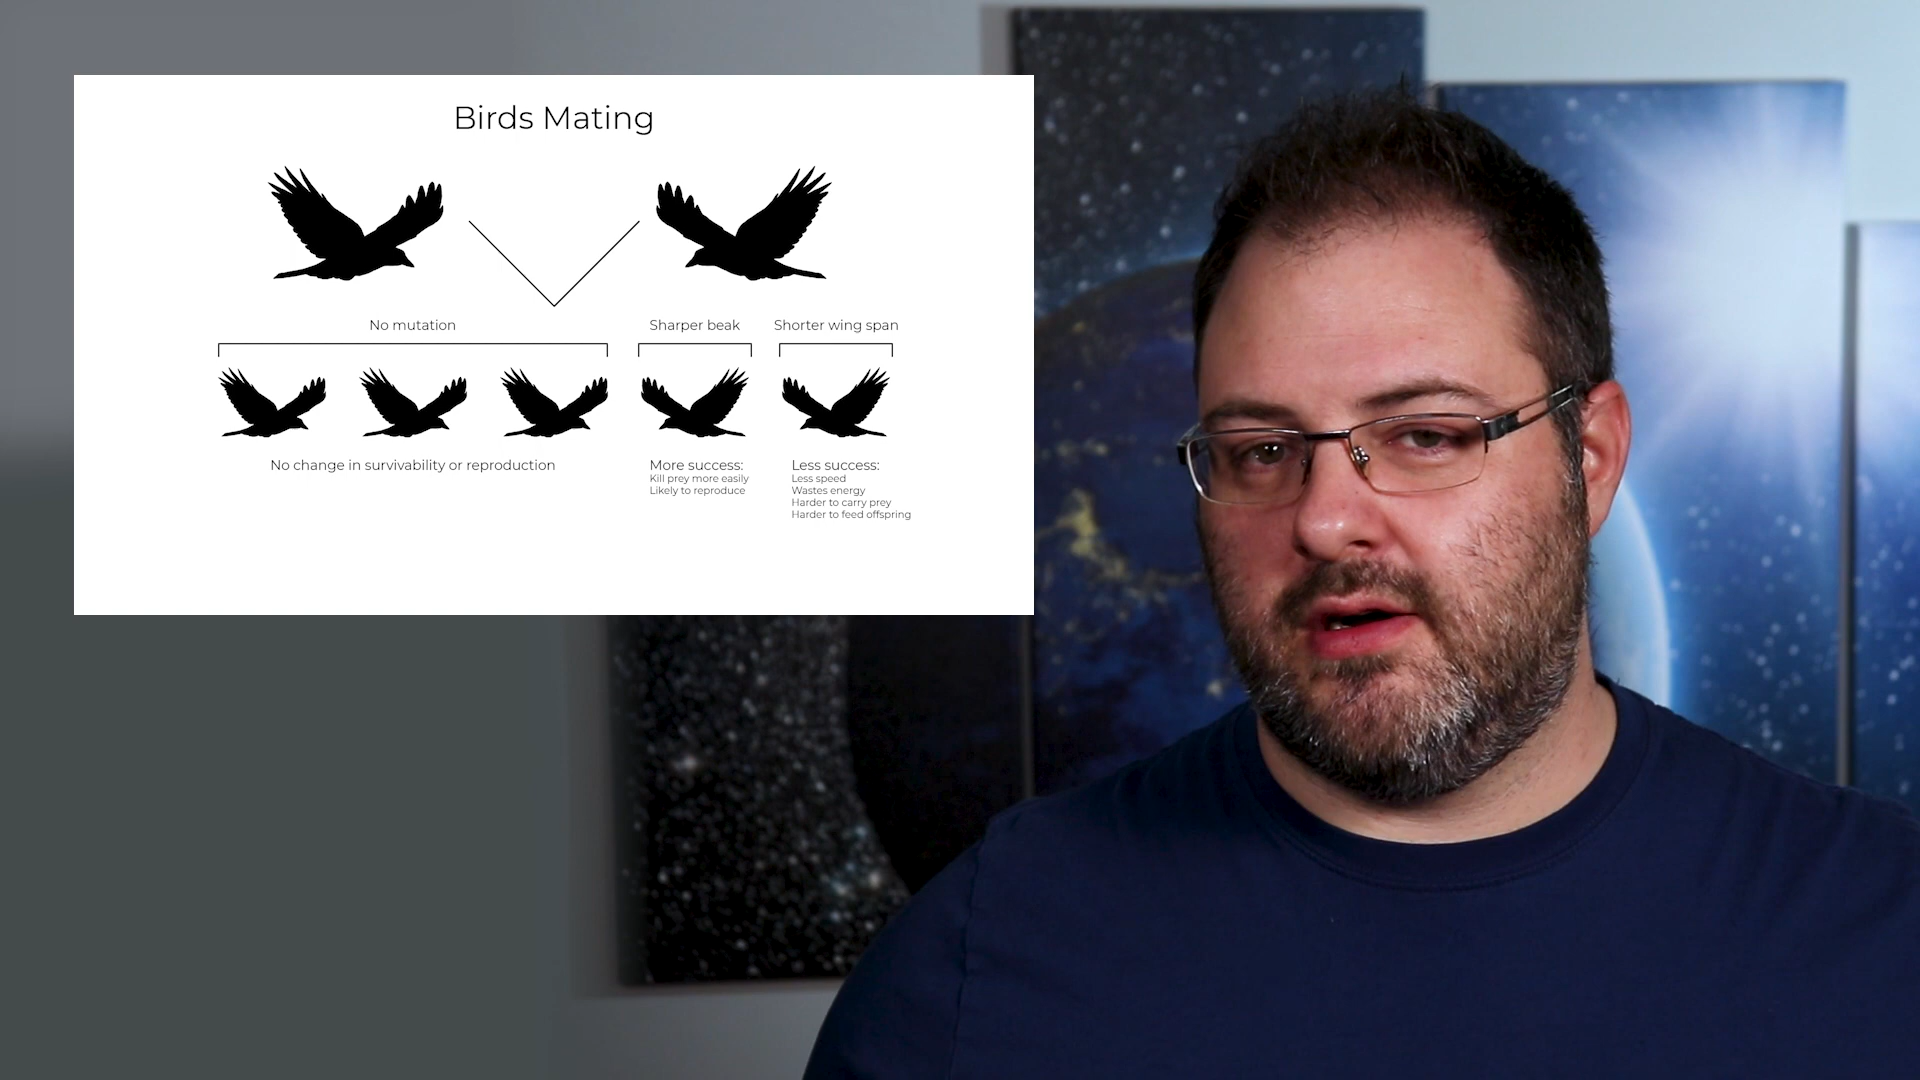 Birds Mating
No mutation
Sharper beak
Shorter wing span
No change in survivability or reproduction
More success:
Kill prey more easily
Likely to reproduce
Less success:
Less speed
Wastes energy
Harder to carry prey
Harder to feed offspring